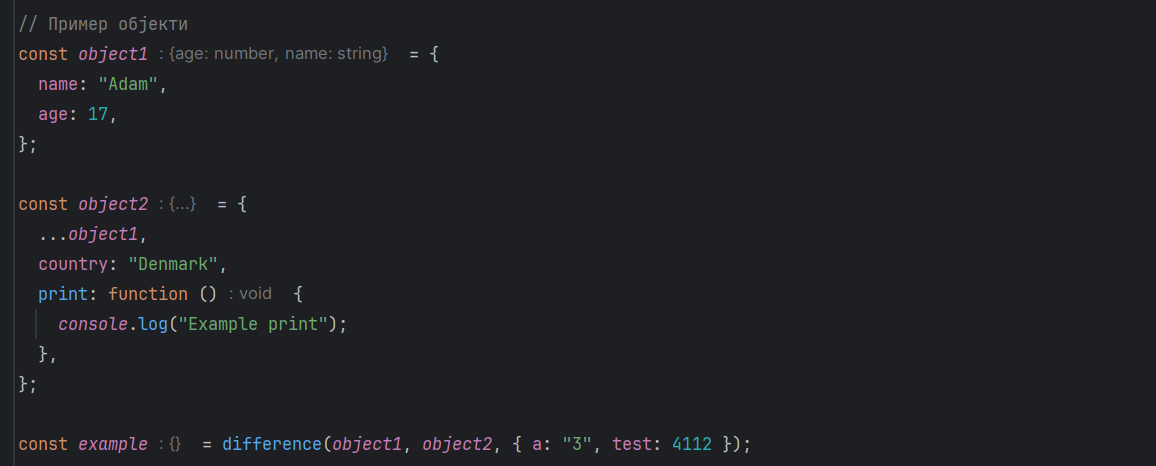 // Пример објекти
const object1 : {age: number, name: string} = {
name: "Adam",
age: 17,
};
const object2 : {...} = {
...object1,
country: "Denmark",
print: function () : void {
console.log("Example print");
},
};
const example : {} = difference(object1, object2, { a: "3", test: 4112 });